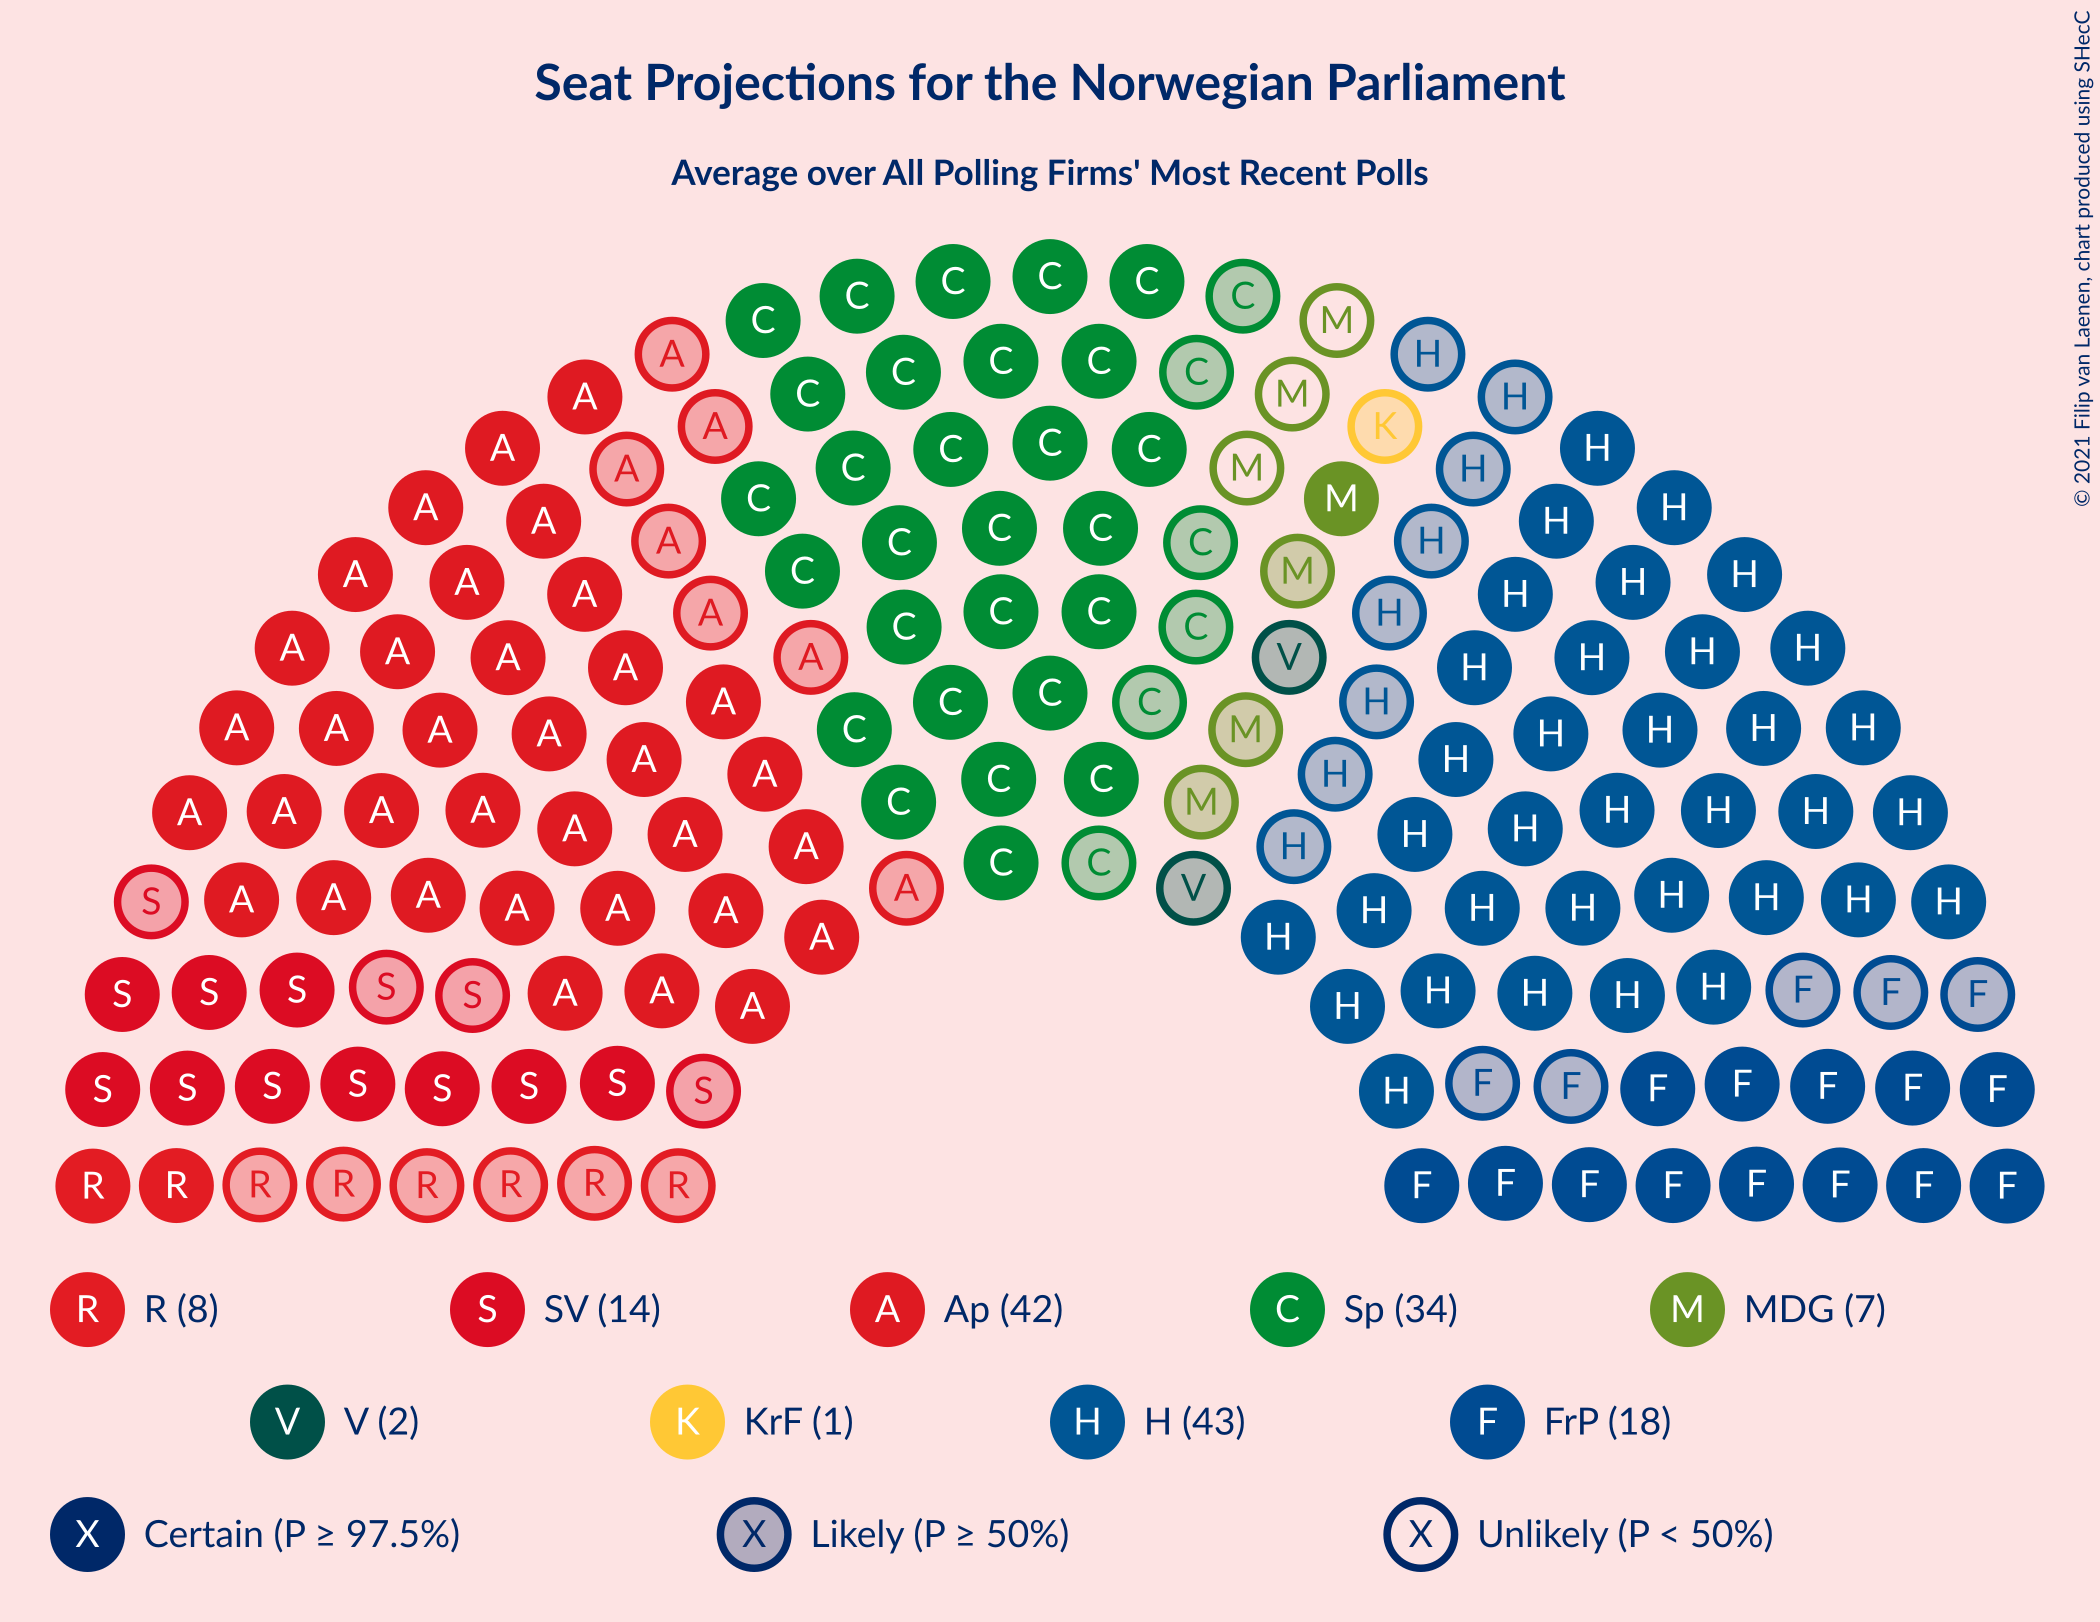 Seat Projections for the Norwegian Parliament
Average over All Polling Firms' Most Recent Polls
© 2021 Filip van Laenen, chart produced using SHecC
C C C C C C M
A C C C C C M K H H
A A A C C C C C M M H H
A A A C C C C C M H H H
A A A A C C C C V H H H H
A A A A A C C C C M H H H H H
A A A A A A C C C M H H H H H H
A A A A A A A A C C V H H H H H H H
S A A A A A A A H H H H H H H H
S S S S S A A A H H H H H F F F
S S S S S S S S H F F F F F F F
R R R R R R R R F F F F F F F F
R R (8) S SV (14) A Ap (42) C Sp (34) M MDG (7)
V V (2) K KrF (1) H H (43) F FrP (18)
X Certain (P ≥ 97.5%) X Likely (P ≥ 50%) X Unlikely (P < 50%)